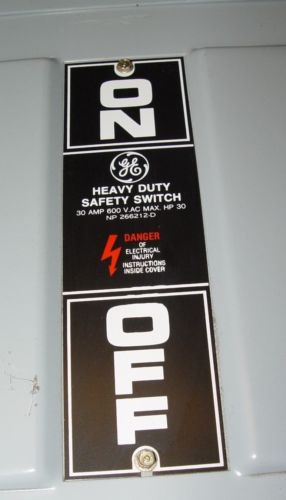 ON
GE
HEAVY DUTY
SAFETY SWITCH
30 AMP 600 V.AC MAX. HP 30
NP 266212-D
DANGER
OF
ELECTRICAL
INJURY
INSTRUCTIONS
INSIDE COVER
OFF